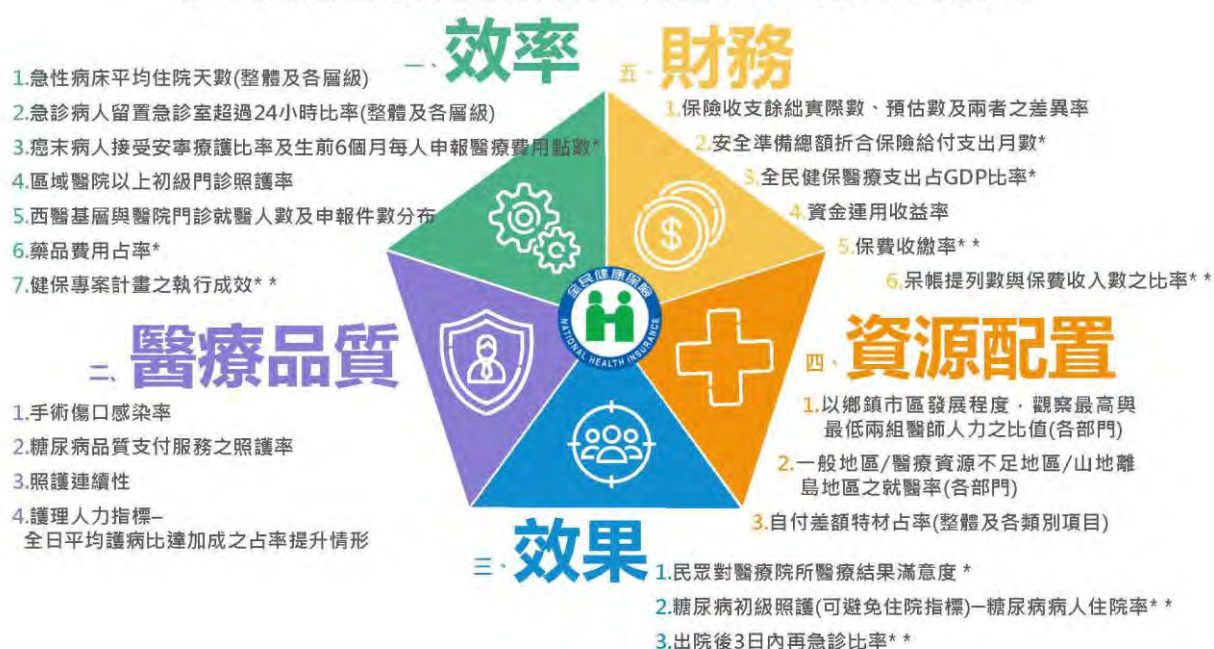 一、效率
1.急性病床平均住院天數(整體及各層級)
2.急診病人留置急診室超過24小時比率(整體及各層級)
3.癌末病人接受安寧療護比率及生前6個月每人申報醫療費用點數*
4.區域醫院以上初級門診照護率
5.西醫基層與醫院門診就醫人數及申報件數分布
6.藥品費用占率*
7.健保專案計畫之執行成效**
二、醫療品質
1.手術傷口感染率
2.糖尿病品質支付服務之照護率
3.照護連續性
4.護理人力指標–
全日平均護病比達加成之占率提升情形
三、效果
1.民眾對醫療院所醫療結果滿意度 *
2.糖尿病初級照護(可避免住院指標)–糖尿病病人住院率**
3.出院後3日內再急診比率**
四、資源配置
1.以鄉鎮市區發展程度，觀察最高與
最低兩組醫師人力之比值(各部門)
2.一般地區/醫療資源不足地區/山地離
島地區之就醫率(各部門)
3.自付差額特材占率(整體及各類別項目)
五、財務
1.保險收支餘絀實際數、預估數及兩者之差異率
2.安全準備總額折合保險給付支出月數*
3.全民健保醫療支出占GDP比率*
4.資金運用收益率
5.保費收繳率**
6.呆帳提列數與保費收入數之比率**
全民健康保險
NATIONAL HEALTH INSURANCE